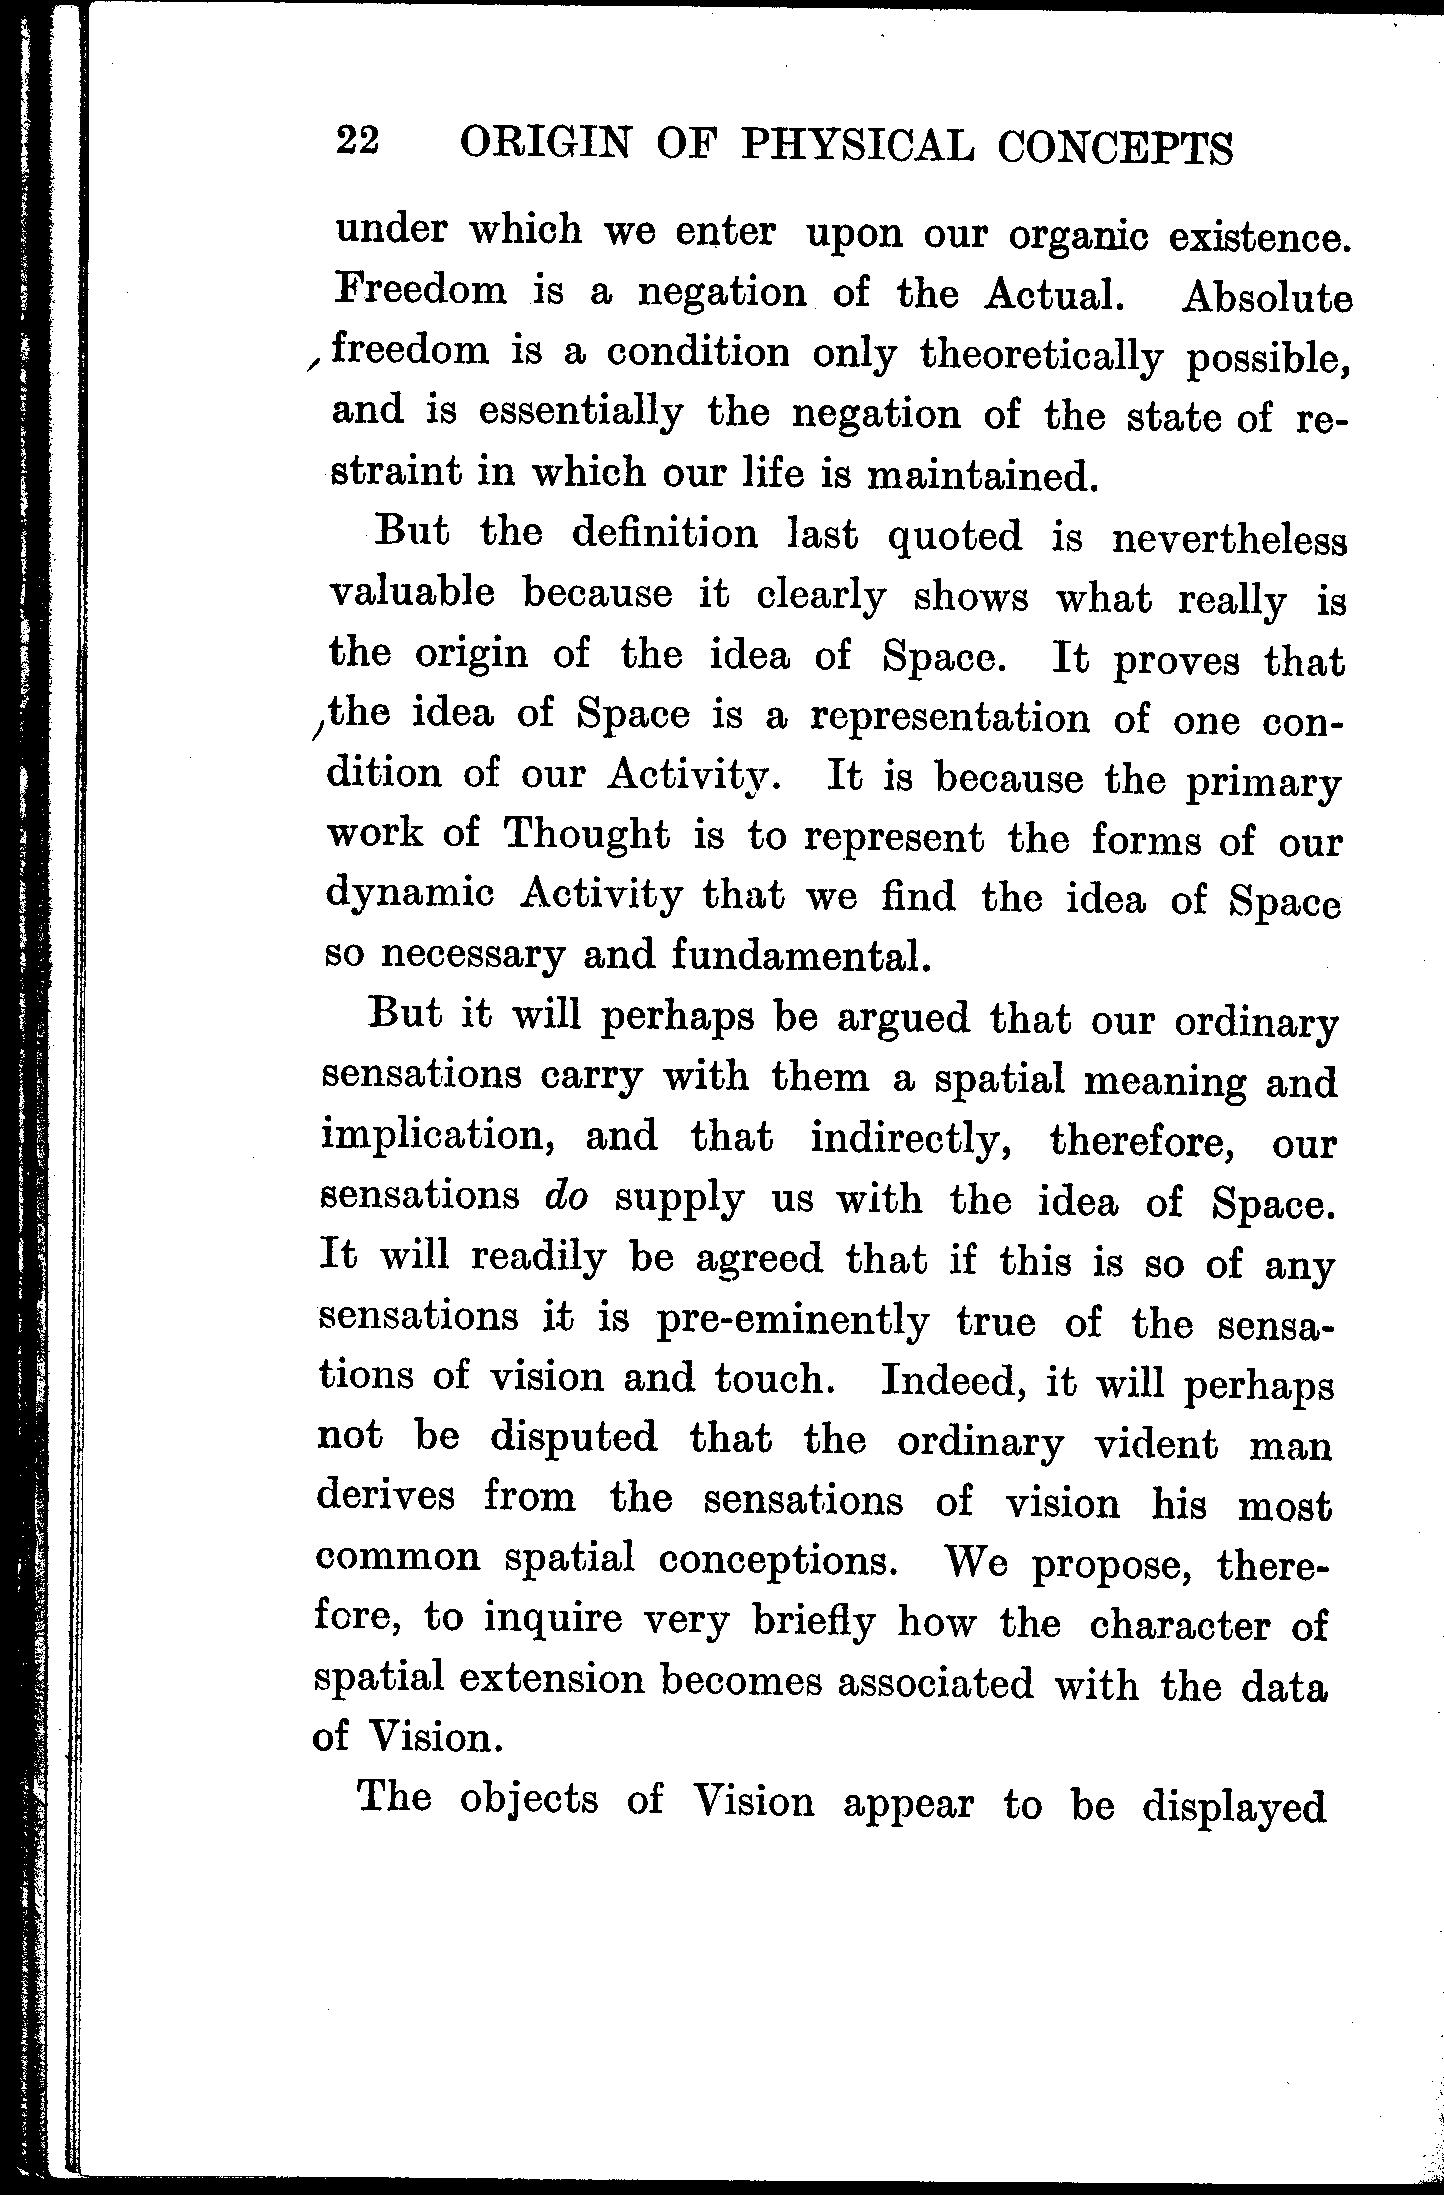 22 ORIGIN OF PHYSICAL CONCEPTS
under which we enter upon our organic existence.
Freedom is a negation of the Actual. Absolute
freedom is a condition only theoretically possible,
and is essentially the negation of the state of re-
straint in which our life is maintained.
But the definition last quoted is nevertheless
valuable because it clearly shows what really is
the origin of the idea of Space. It proves that
the idea of Space is a representation of one con-
dition of our Activity. It is because the primary
work of Thought is to represent the forms of our
dynamic Activity that we find the idea of Space
so necessary and fundamental.
But it will perhaps be argued that our ordinary
sensations carry with them a spatial meaning and
implication, and that indirectly, therefore, our
sensations do supply us with the idea of Space.
It will readily be agreed that if this is so of any
sensations it is pre-eminently true of the sensa-
tions of vision and touch. Indeed, it will perhaps
not be disputed that the ordinary vident man
derives from the sensations of vision his most
common spatial conceptions. We propose, there-
fore, to inquire very briefly how the character of
spatial extension becomes associated with the data
of Vision.
The objects of Vision appear to be displayed